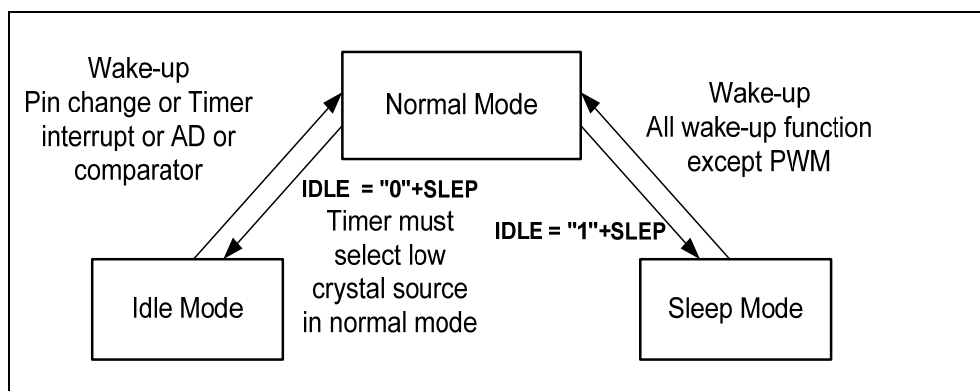 Wake-up
Pin change or Timer
interrupt or AD or
comparator
Normal Mode
Wake-up
All wake-up function
except PWM
IDLE = "0"+SLEP
Timer must
select low
crystal source
in normal mode
IDLE = "1"+SLEP
Idle Mode
Sleep Mode